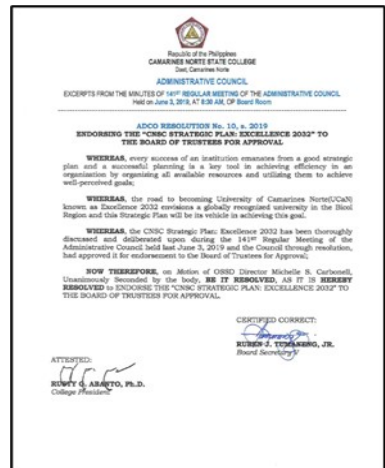 Republic of the Philippines
CAMARINES NORTE STATE COLLEGE
Daet, Camarines Norte
ADMINISTRATIVE COUNCIL
EXCERPTS FROM THE MINUTES OF 141ST REGULAR MEETING OF THE ADMINISTRATIVE COUNCIL
Held on June 3, 2019, AT 8:30 AM, OP Board Room
ADCO RESOLUTION No. 10, s. 2019
ENDORSING THE "CNSC STRATEGIC PLAN: EXCELLENCE 2032" TO
THE BOARD OF TRUSTEES FOR APPROVAL
WHEREAS, every success of an institution emanates from a good strategic
plan and a successful planning is a key tool in achieving efficiency in an
organization by organizing all available resources and utilizing them to achieve
well-perceived goals;
WHEREAS, the road to becoming University of Camarines Norte(UCaN)
known as Excellence 2032 envisions a globally recognized university in the Bicol
Region and this Strategic Plan will be its vehicle in achieving this goal.
WHEREAS, the CNSC Strategic Plan: Excellence 2032 has been thoroughly
discussed and deliberated upon during the 141st Regular Meeting of the
Administrative Council held last June 3, 2019 and the Council through resolution,
had approved it for endorsement to the Board of Trustees for Approval;
NOW THEREFORE, on Motion of OSSD Director Michelle S. Carbonell,
Unanimously Seconded by the body, BE IT RESOLVED, AS IT IS HEREBY
RESOLVED to ENDORSE THE "CNSC STRATEGIC PLAN: EXCELLENCE 2032" TO
THE BOARD OF TRUSTEES FOR APPROVAL.
CERTIFIED CORRECT:
RUBEN J. TUMANENG, JR.
Board Secretary V
ATTESTED:
RUSTY G. ABANTO, Ph.D.
College President